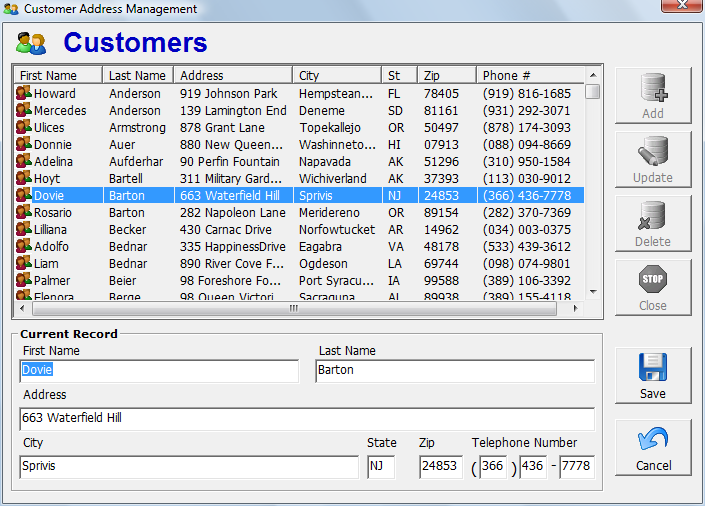 Customer Address Management
Customers
First Name Last Name Address City St Zip Phone #
Howard Anderson 919 Johnson Park Hempstean... FL 78405 (919) 816-1685
Mercedes Anderson 139 Lamington End Deneme SD 81161 (931) 292-3071
Ulices Armstrong 878 Grant Lane Topekallejo OR 50497 (878) 174-3093
Donnie Auer 880 New Queen... Washinneto... HI 07913 (088) 094-8669
Adelina Aufderhar 90 Perfin Fountain Napavada AK 51296 (310) 950-1584
Hoyt Bartell 311 Military Gard... Wichiverland AK 37393 (113) 030-9012
Dovie Barton 663 Waterfield Hill Sprivis NJ 24853 (366) 436-7778
Rosario Barton 282 Napoleon Lane Meridereno OR 89154 (282) 370-7369
Lilliana Becker 430 Carnac Drive Norfowtucket AR 14962 (034) 003-0375
Adolfo Bednar 335 HappinessDrive Eagabra VA 48178 (533) 439-3612
Liam Bednar 890 River Cove F... Ogdeson LA 69744 (098) 074-9801
Palmer Beier 98 Foreshore Fo... Port Syracu... IA 99588 (389) 106-3392
Elenora Berge 98 Queen Victori... Sacraguna AL 89938 (389) 155-4118
Add
Update
Delete
STOP
Close
Current Record
First Name Last Name
Dovie Barton
Address
663 Waterfield Hill
City State Zip Telephone Number
Sprivis NJ 24853 (366)436-7778
Save
Cancel